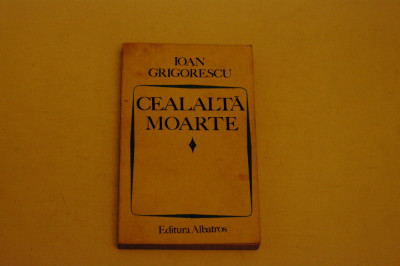 IOAN
GRIGORESCU
CEALALTĂ
MOARTE
Editura Albatros